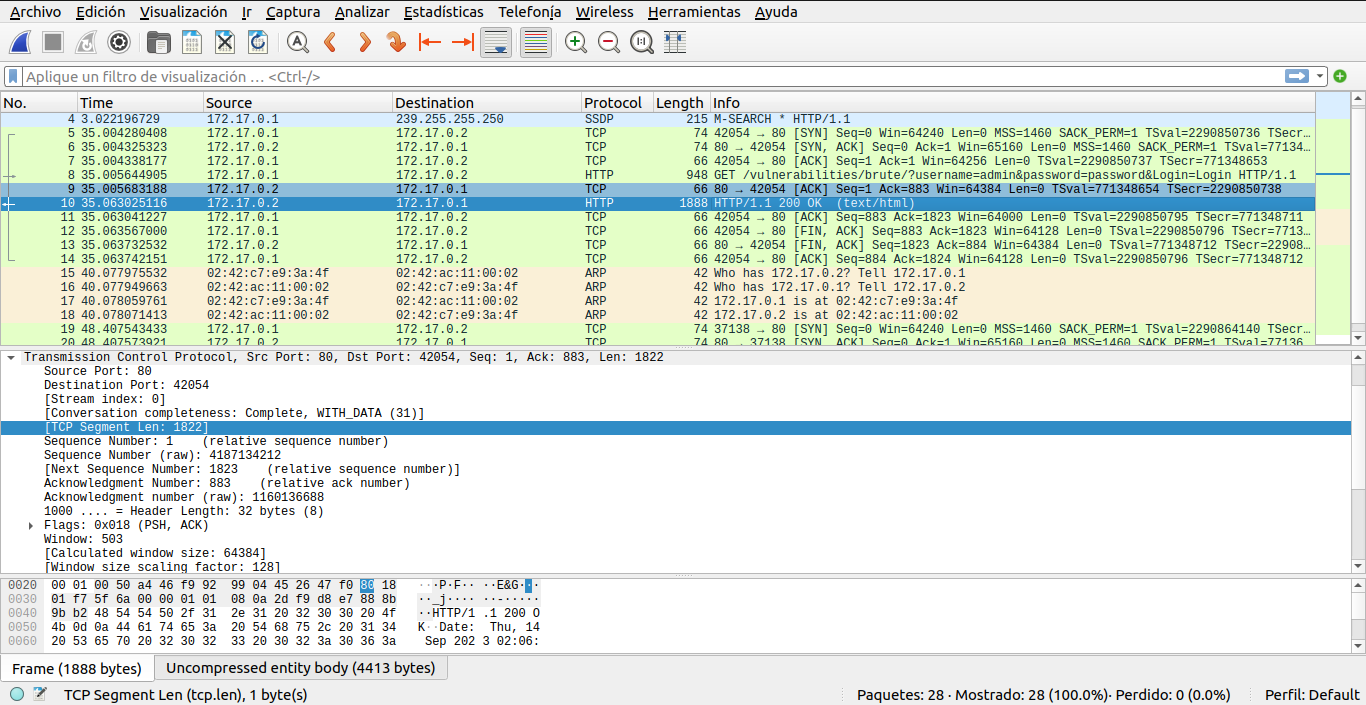 Archivo Edición Visualización Ir Captura Analizar Estadísticas Telefonía Wireless Herramientas Ayuda
Aplique un filtro de visualización … <Ctrl-/>
No. Time Source Destination Protocol Length Info
4 3.022196729 172.17.0.1 239.255.255.250 SSDP 215 M-SEARCH * HTTP/1.1
5 35.004280408 172.17.0.1 172.17.0.2 TCP 74 42054 → 80 [SYN] Seq=0 Win=64240 Len=0 MSS=1460 SACK_PERM=1 TSval=2290850736 TSecr…
6 35.004325323 172.17.0.2 172.17.0.1 TCP 74 80 → 42054 [SYN, ACK] Seq=0 Ack=1 Win=65160 Len=0 MSS=1460 SACK_PERM=1 TSval=77134…
7 35.004338177 172.17.0.1 172.17.0.2 TCP 66 42054 → 80 [ACK] Seq=1 Ack=1 Win=64256 Len=0 TSval=2290850737 TSecr=771348653
8 35.005644905 172.17.0.1 172.17.0.2 HTTP 948 GET /vulnerabilities/brute/?username=admin&password=password&Login=Login HTTP/1.1
9 35.005683188 172.17.0.2 172.17.0.1 TCP 66 80 → 42054 [ACK] Seq=1 Ack=883 Win=64384 Len=0 TSval=771348654 TSecr=2290850738
10 35.063025116 172.17.0.2 172.17.0.1 HTTP 1888 HTTP/1.1 200 OK (text/html)
11 35.063041227 172.17.0.1 172.17.0.2 TCP 66 42054 → 80 [ACK] Seq=883 Ack=1823 Win=64000 Len=0 TSval=2290850795 TSecr=771348711
12 35.063567000 172.17.0.1 172.17.0.2 TCP 66 42054 → 80 [FIN, ACK] Seq=883 Ack=1823 Win=64128 Len=0 TSval=2290850796 TSecr=7713…
13 35.063732532 172.17.0.2 172.17.0.1 TCP 66 80 → 42054 [FIN, ACK] Seq=1823 Ack=884 Win=64384 Len=0 TSval=771348712 TSecr=22908…
14 35.063742151 172.17.0.1 172.17.0.2 TCP 66 42054 → 80 [ACK] Seq=884 Ack=1824 Win=64128 Len=0 TSval=2290850796 TSecr=771348712
15 40.077975532 02:42:c7:e9:3a:4f 02:42:ac:11:00:02 ARP 42 Who has 172.17.0.2? Tell 172.17.0.1
16 40.077949663 02:42:ac:11:00:02 02:42:c7:e9:3a:4f ARP 42 Who has 172.17.0.1? Tell 172.17.0.2
17 40.078059761 02:42:c7:e9:3a:4f 02:42:ac:11:00:02 ARP 42 172.17.0.1 is at 02:42:c7:e9:3a:4f
18 40.078071413 02:42:ac:11:00:02 02:42:c7:e9:3a:4f ARP 42 172.17.0.2 is at 02:42:ac:11:00:02
19 48.407543433 172.17.0.1 172.17.0.2 TCP 74 37138 → 80 [SYN] Seq=0 Win=64240 Len=0 MSS=1460 SACK_PERM=1 TSval=2290864140 TSecr…
20 48.407573921 172.17.0.2 172.17.0.1 TCP 74 80 → 37138 [SYN, ACK] Seq=0 Ack=1 Win=65160 Len=0 MSS=1460 SACK_PERM=1 TSval=77136…
Transmission Control Protocol, Src Port: 80, Dst Port: 42054, Seq: 1, Ack: 883, Len: 1822
Source Port: 80
Destination Port: 42054
[Stream index: 0]
[Conversation completeness: Complete, WITH_DATA (31)]
[TCP Segment Len: 1822]
Sequence Number: 1 (relative sequence number)
Sequence Number (raw): 4187134212
[Next Sequence Number: 1823 (relative sequence number)]
Acknowledgment Number: 883 (relative ack number)
Acknowledgment number (raw): 1160136688
1000 .... = Header Length: 32 bytes (8)
Flags: 0x018 (PSH, ACK)
Window: 503
[Calculated window size: 64384]
[Window size scaling factor: 128]
0020 00 01 00 50 a4 46 f9 92 99 04 45 26 47 f0 80 18 ···P·F·· ··E&G···
0030 01 f7 5f 6a 00 00 01 01 08 0a 2d f9 d8 e7 88 8b ··_j···· ··-·····
0040 9b b2 48 54 54 50 2f 31 2e 31 20 32 30 30 20 4f ··HTTP/1 .1 200 O
0050 4b 0d 0a 44 61 74 65 3a 20 54 68 75 2c 20 31 34 K··Date: Thu, 14
0060 20 53 65 70 20 32 30 32 33 20 30 32 3a 30 36 3a Sep 202 3 02:06:
Frame (1888 bytes) Uncompressed entity body (4413 bytes)
TCP Segment Len (tcp.len), 1 byte(s) Paquetes: 28 · Mostrado: 28 (100.0%)· Perdido: 0 (0.0%) Perfil: Default